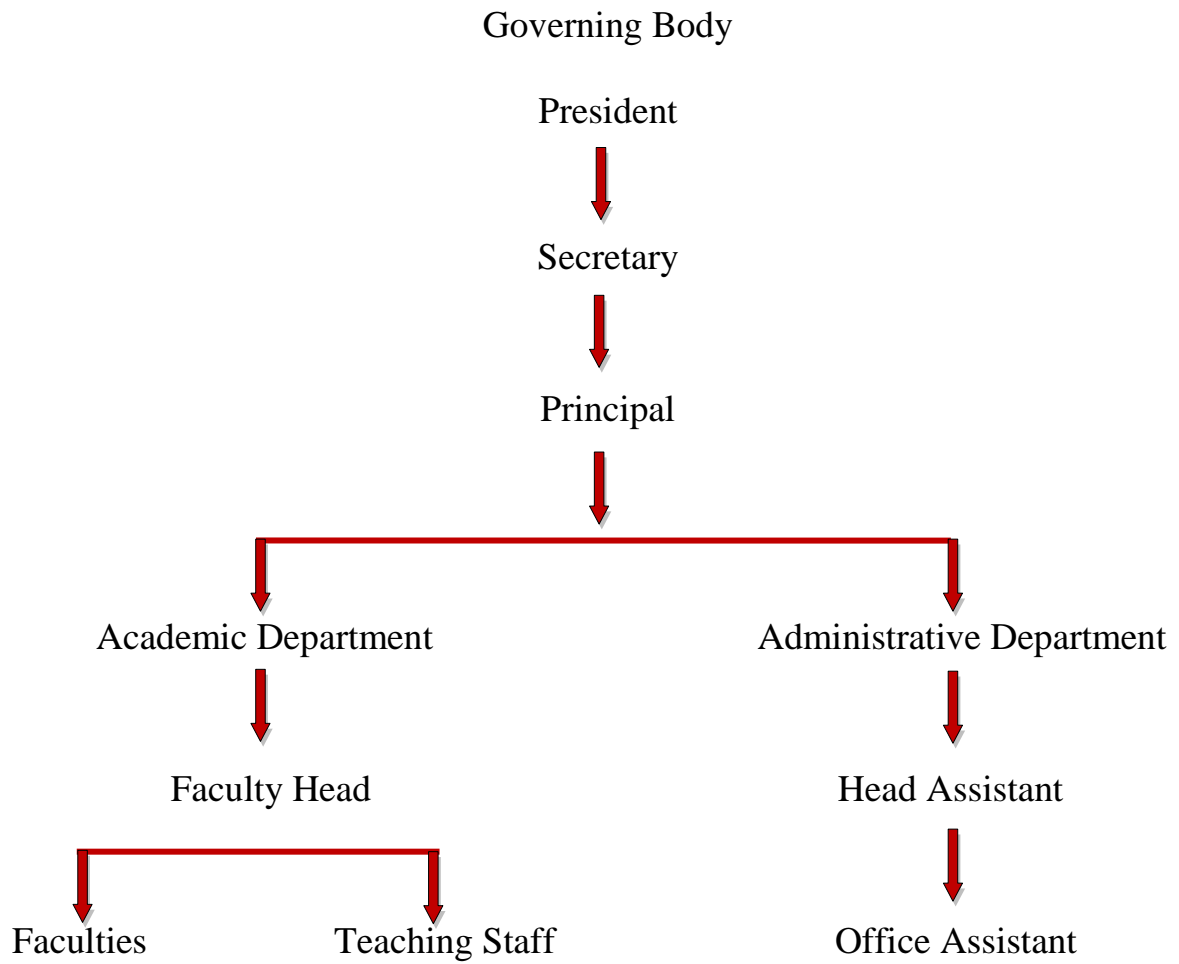 Governing Body
President
Secretary
Principal
Academic Department
Administrative Department
Faculty Head
Head Assistant
Faculties
Teaching Staff
Office Assistant